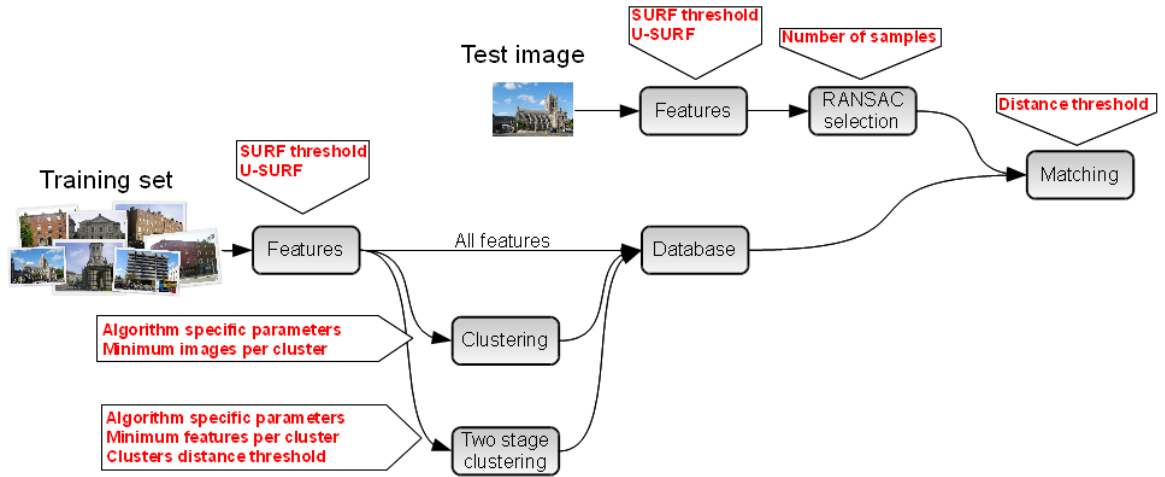 SURF threshold
U-SURF
Number of samples
Test image
Features
RANSAC
selection
Distance threshold
Matching
SURF threshold
U-SURF
Training set
Features
All features
Database
Algorithm specific parameters
Minimum images per cluster
Clustering
Algorithm specific parameters
Minimum features per cluster
Clusters distance threshold
Two stage
clustering